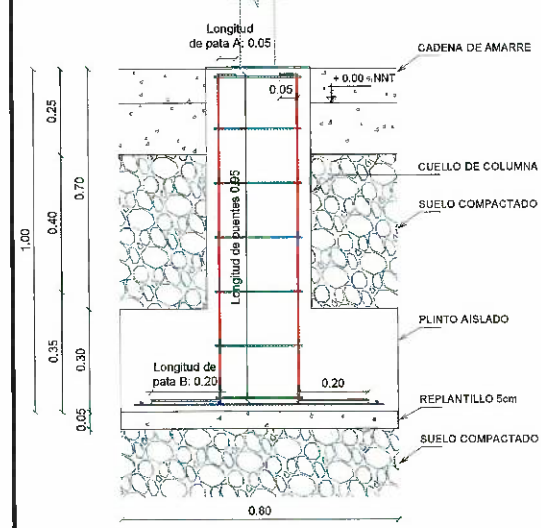 Longitud
de pata A: 0.05
CADENA DE AMARRE
+ 0.00 %NNT
0.05
0.25
0.70
CUELLO DE COLUMNA
SUELO COMPACTADO
Longitud de puentes 0.95
1.00
0.40
PLINTO AISLADO
0.35
0.30
Longitud de
pata B: 0.20
0.20
REPLANTILLO 5cm
0.05
SUELO COMPACTADO
0.80